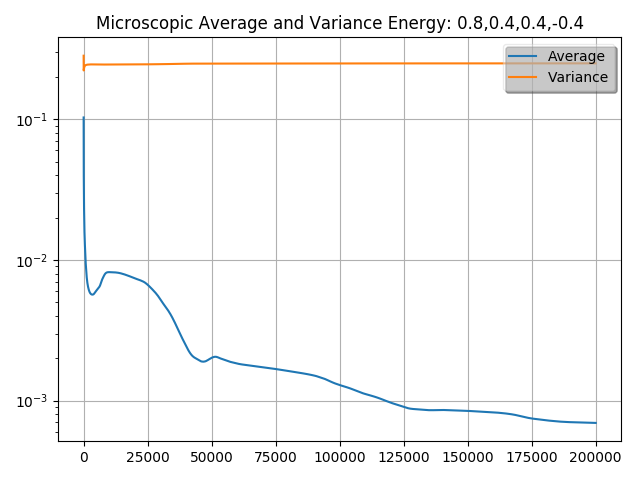 Microscopic Average and Variance Energy: 0.8,0.4,0.4,-0.4
Average
Variance
10⁻¹
10⁻²
10⁻³
0 25000 50000 75000 100000 125000 150000 175000 200000